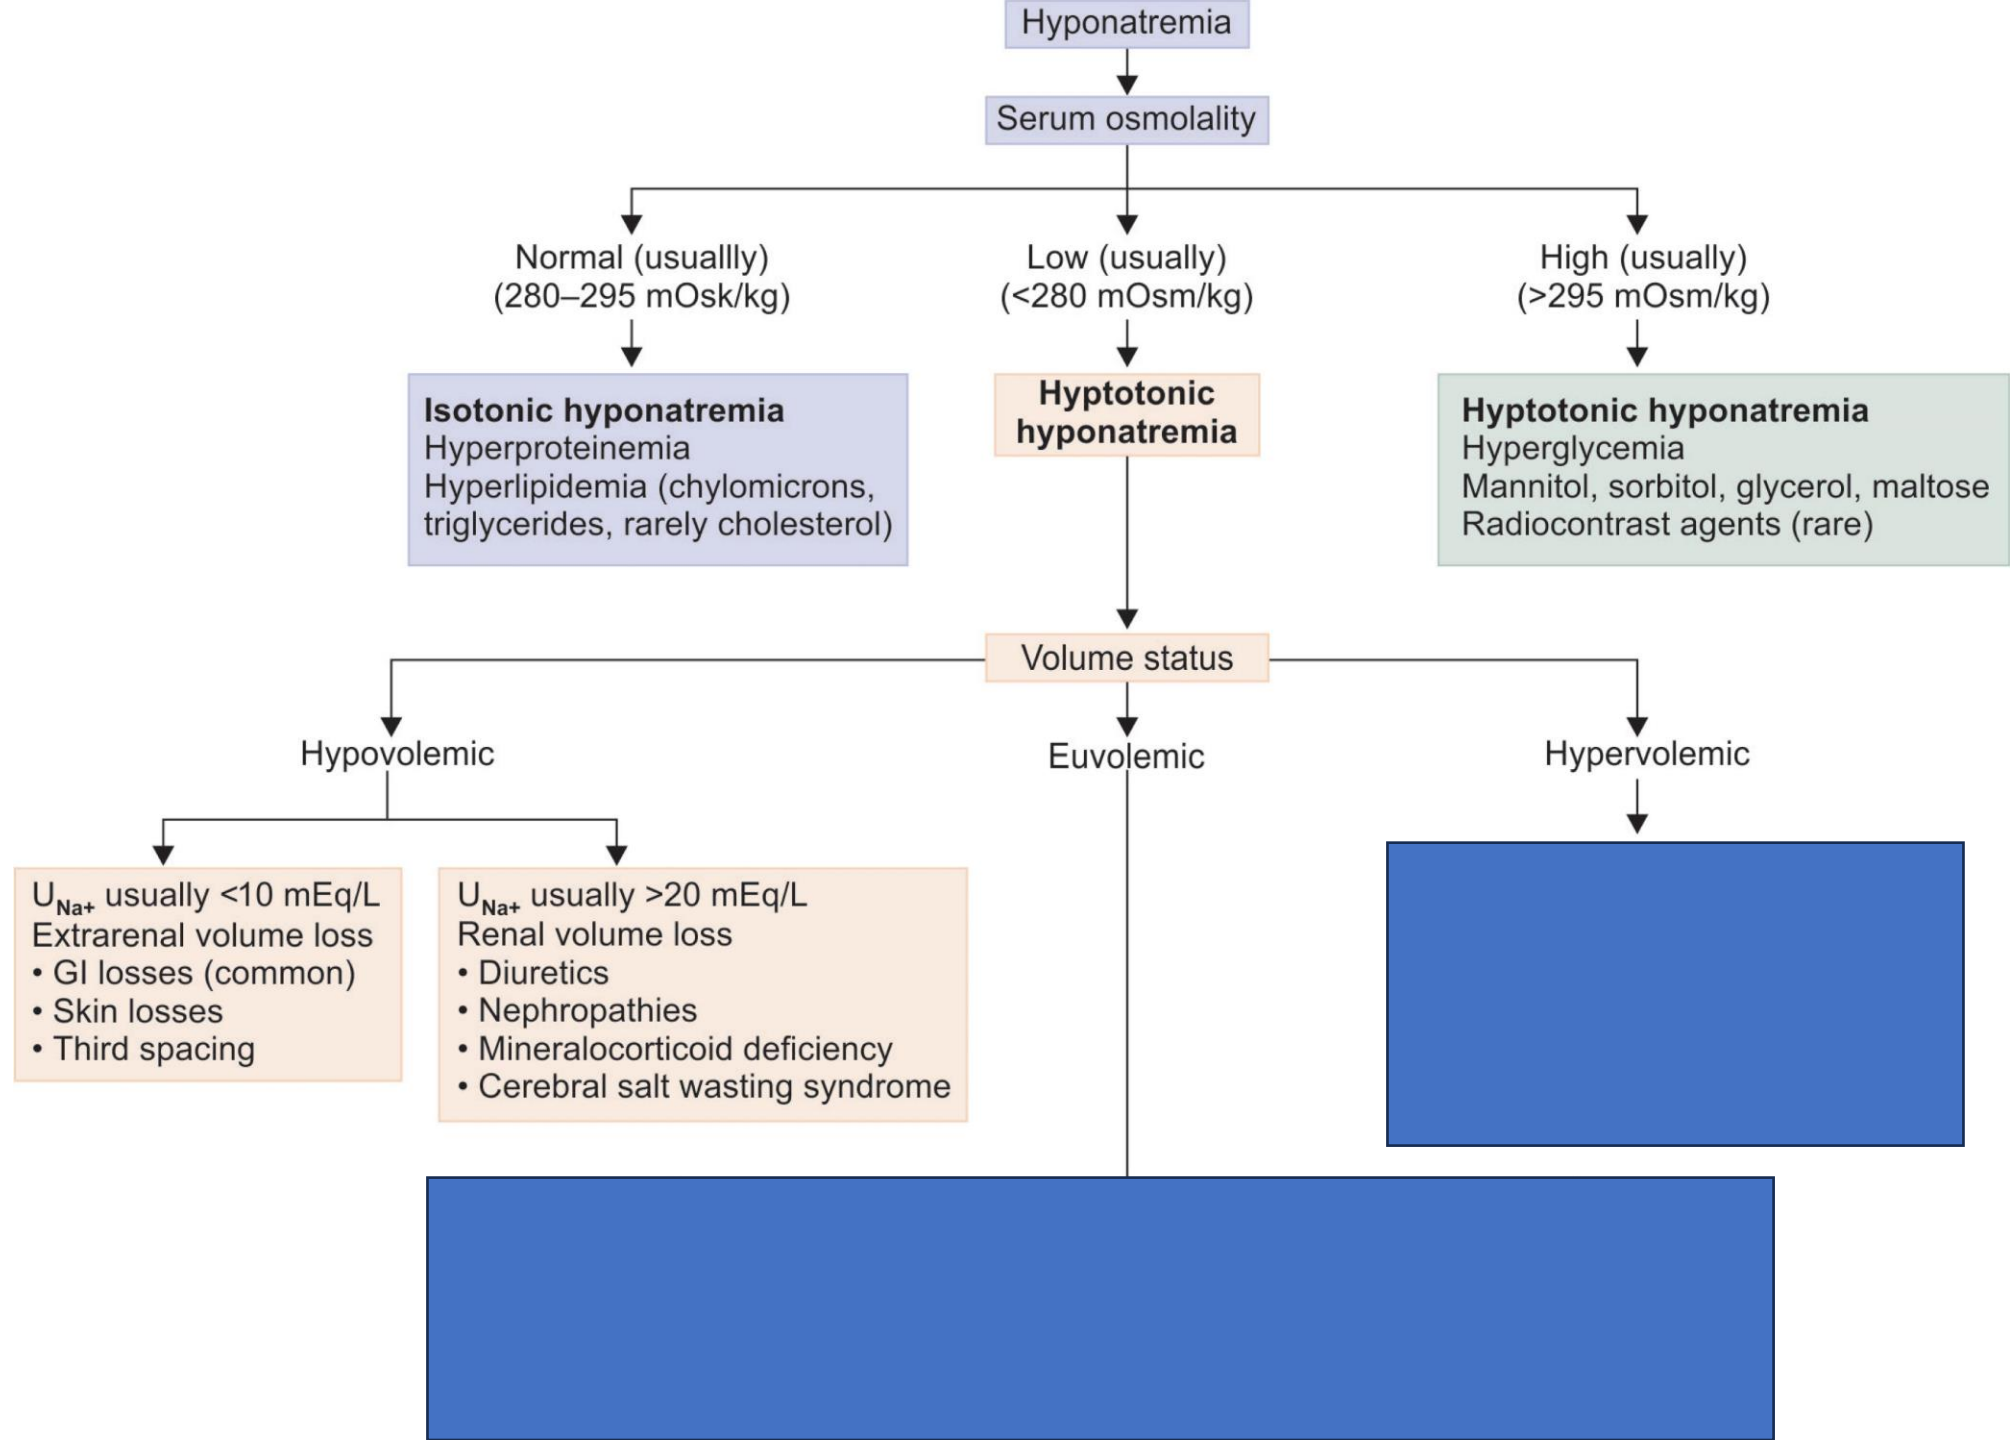 Hyponatremia
Serum osmolality
Normal (usuallly)
(280–295 mOsk/kg)
Low (usually)
(<280 mOsm/kg)
High (usually)
(>295 mOsm/kg)
Isotonic hyponatremia
Hyperproteinemia
Hyperlipidemia (chylomicrons,
triglycerides, rarely cholesterol)
Hyptotonic
hyponatremia
Hyptotonic hyponatremia
Hyperglycemia
Mannitol, sorbitol, glycerol, maltose
Radiocontrast agents (rare)
Volume status
Hypovolemic
Euvolemic
Hypervolemic
UNa+ usually <10 mEq/L
Extrarenal volume loss
• GI losses (common)
• Skin losses
• Third spacing
UNa+ usually >20 mEq/L
Renal volume loss
• Diuretics
• Nephropathies
• Mineralocorticoid deficiency
• Cerebral salt wasting syndrome